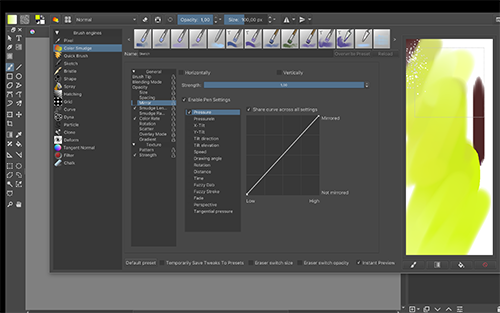 Normal
Opacity: 1,00
Size: 100,00 px
Brush engines
Pixel
Color Smudge
Quick Brush
Sketch
Bristle
Shape
Spray
Hatching
Grid
Curve
Dyna
Particle
Clone
Deform
Tangent Normal
Filter
Chalk
General
Brush Tip
Blending Mode
Opacity
Size
Spacing
Mirror
Smudge Len...
Smudge Ra...
Color Rate
Rotation
Scatter
Overlay Mode
Gradient
Texture
Pattern
Strength
Horizontally
Vertically
Strength:
Enable Pen Settings
Pressure
PressureIn
X-Tilt
Y-Tilt
Tilt direction
Tilt elevation
Speed
Drawing angle
Rotation
Distance
Time
Fuzzy Dab
Fuzzy Stroke
Fade
Perspective
Tangential pressure
Share curve across all settings
Mirrored
Not mirrored
Low
High
Default preset
Temporarily Save Tweaks To Presets
Eraser switch size
Eraser switch opacity
Instant Preview